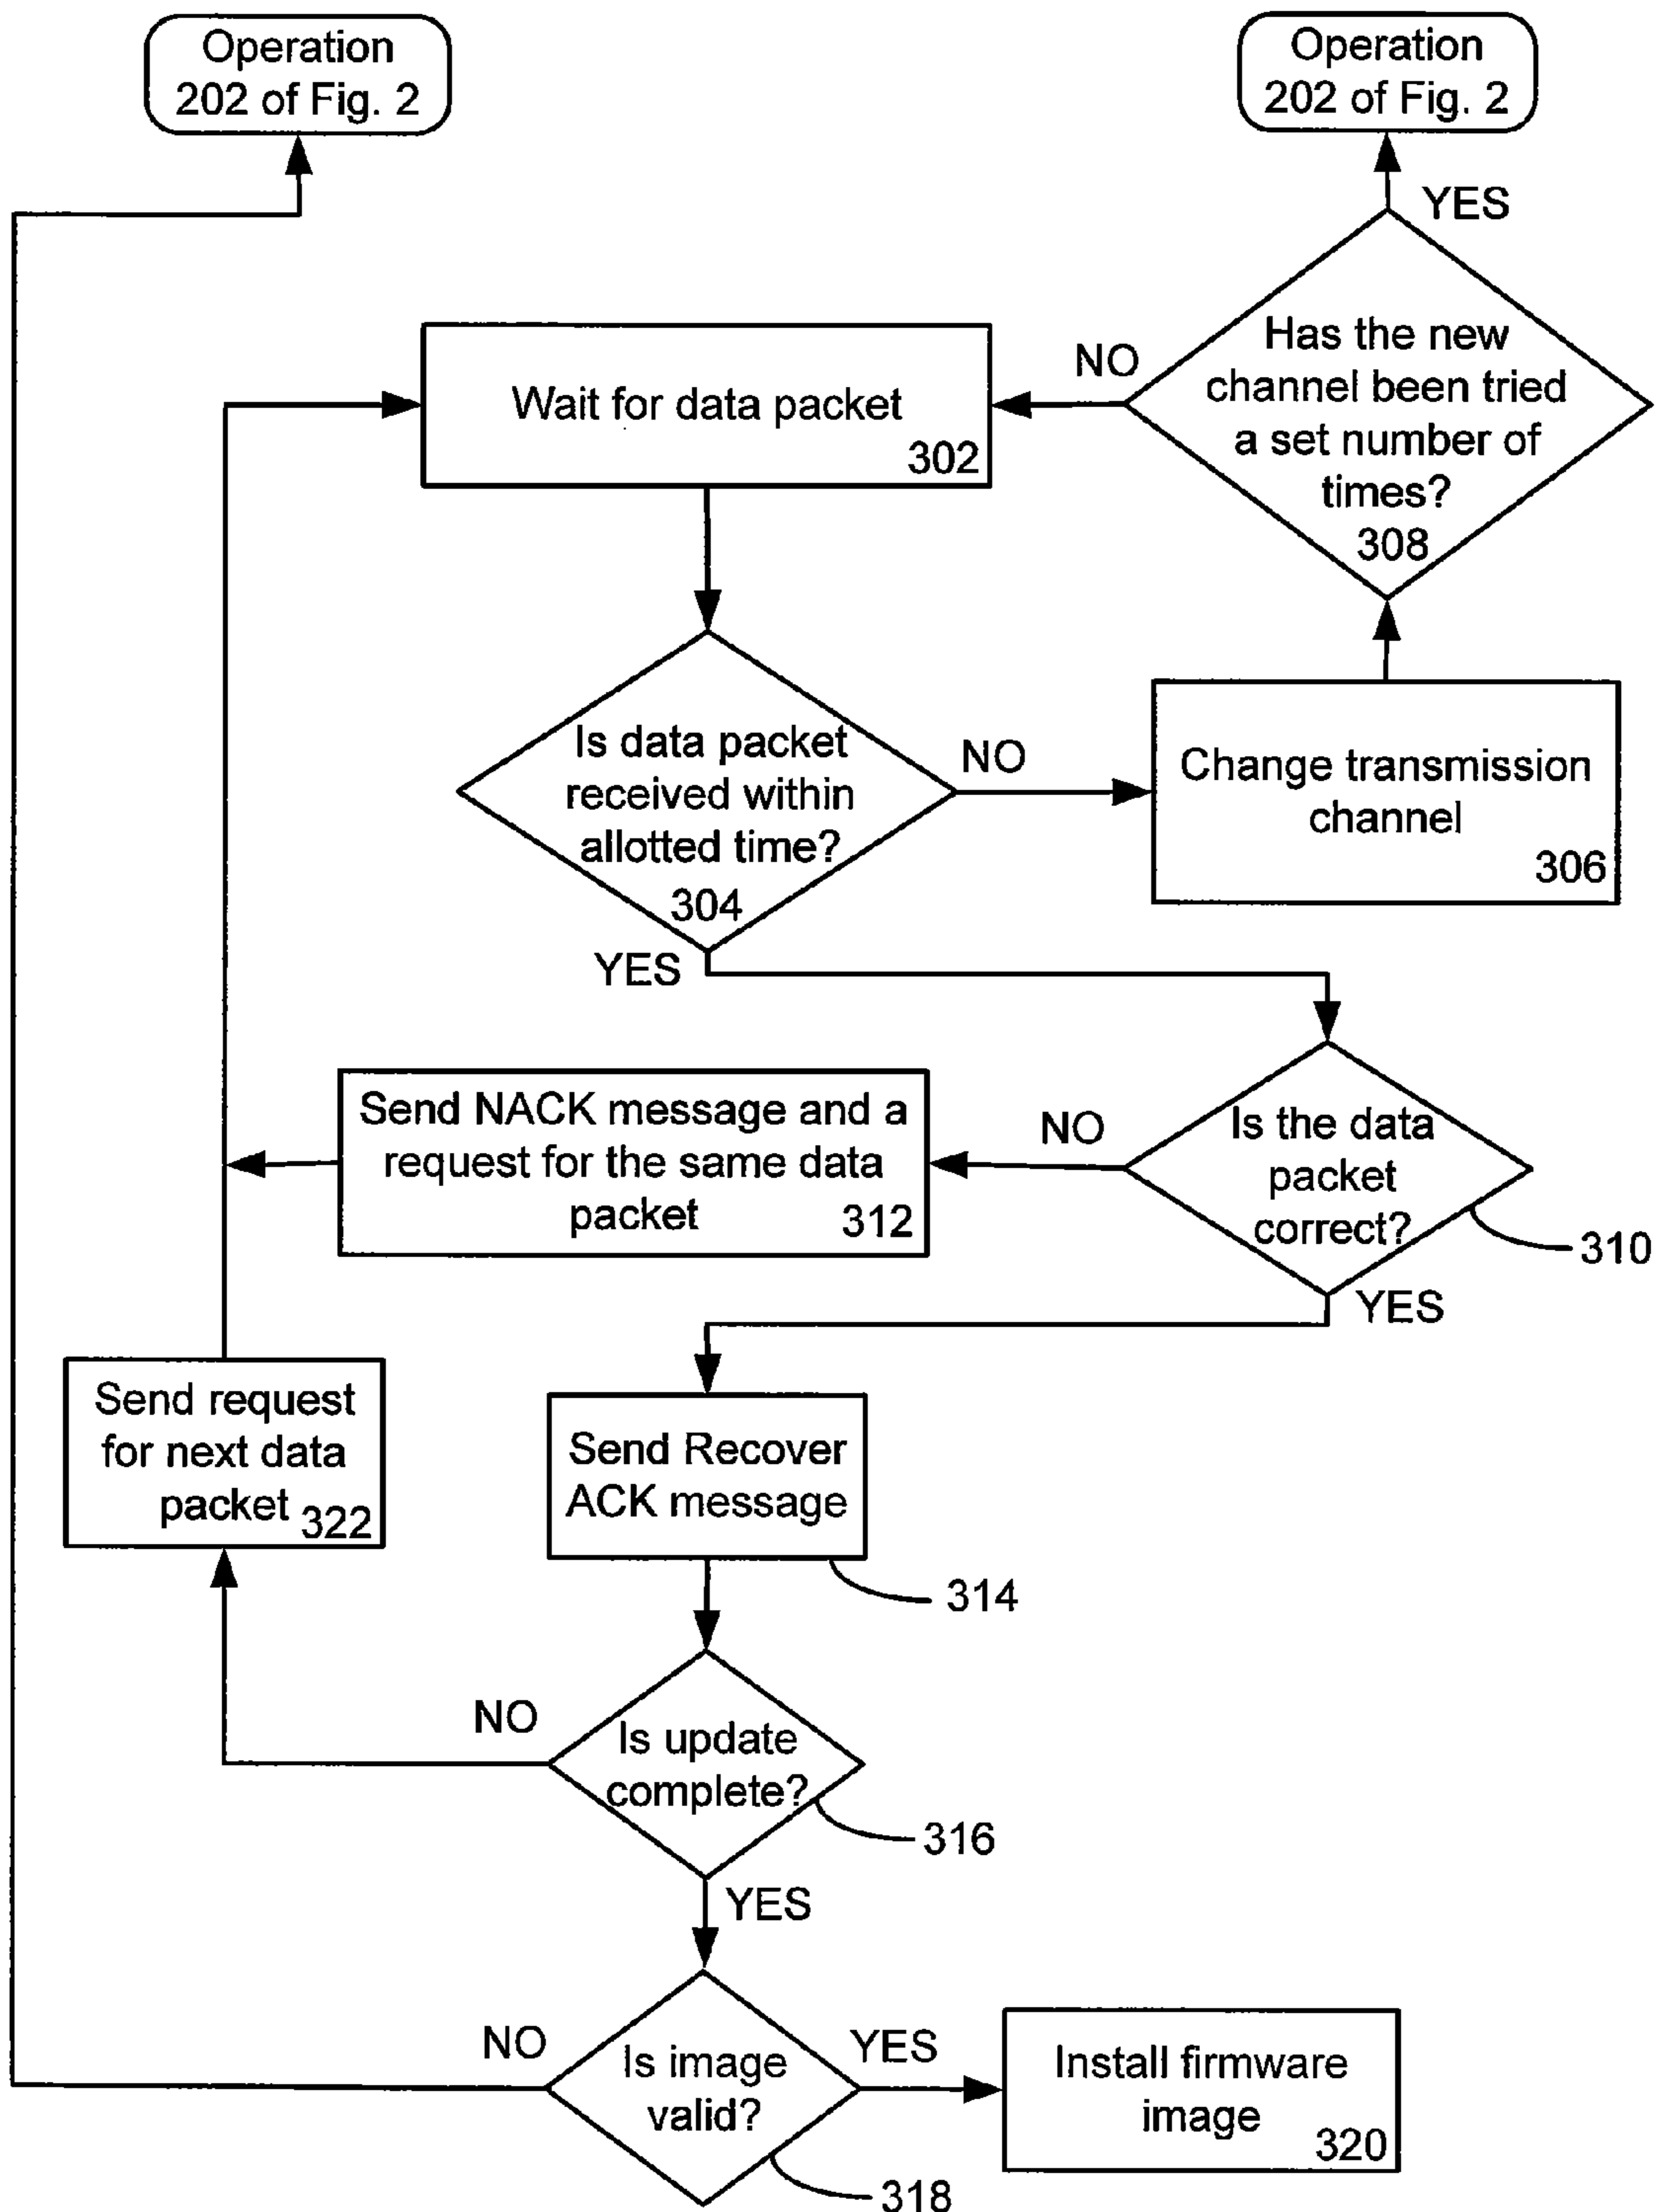 Operation
202 of Fig. 2
Operation
202 of Fig. 2
YES
Has the new
channel been tried
a set number of
times?
308
NO
Wait for data packet
302
Is data packet
received within
allotted time?
304
NO
Change transmission
channel
306
YES
Is the data
packet
correct?
310
NO
Send NACK message and a
request for the same data
packet 312
YES
Send request
for next data
packet 322
Send Recover
ACK message
314
NO
Is update
complete?
316
YES
NO
Is image
valid?
318
YES
Install firmware
image
320